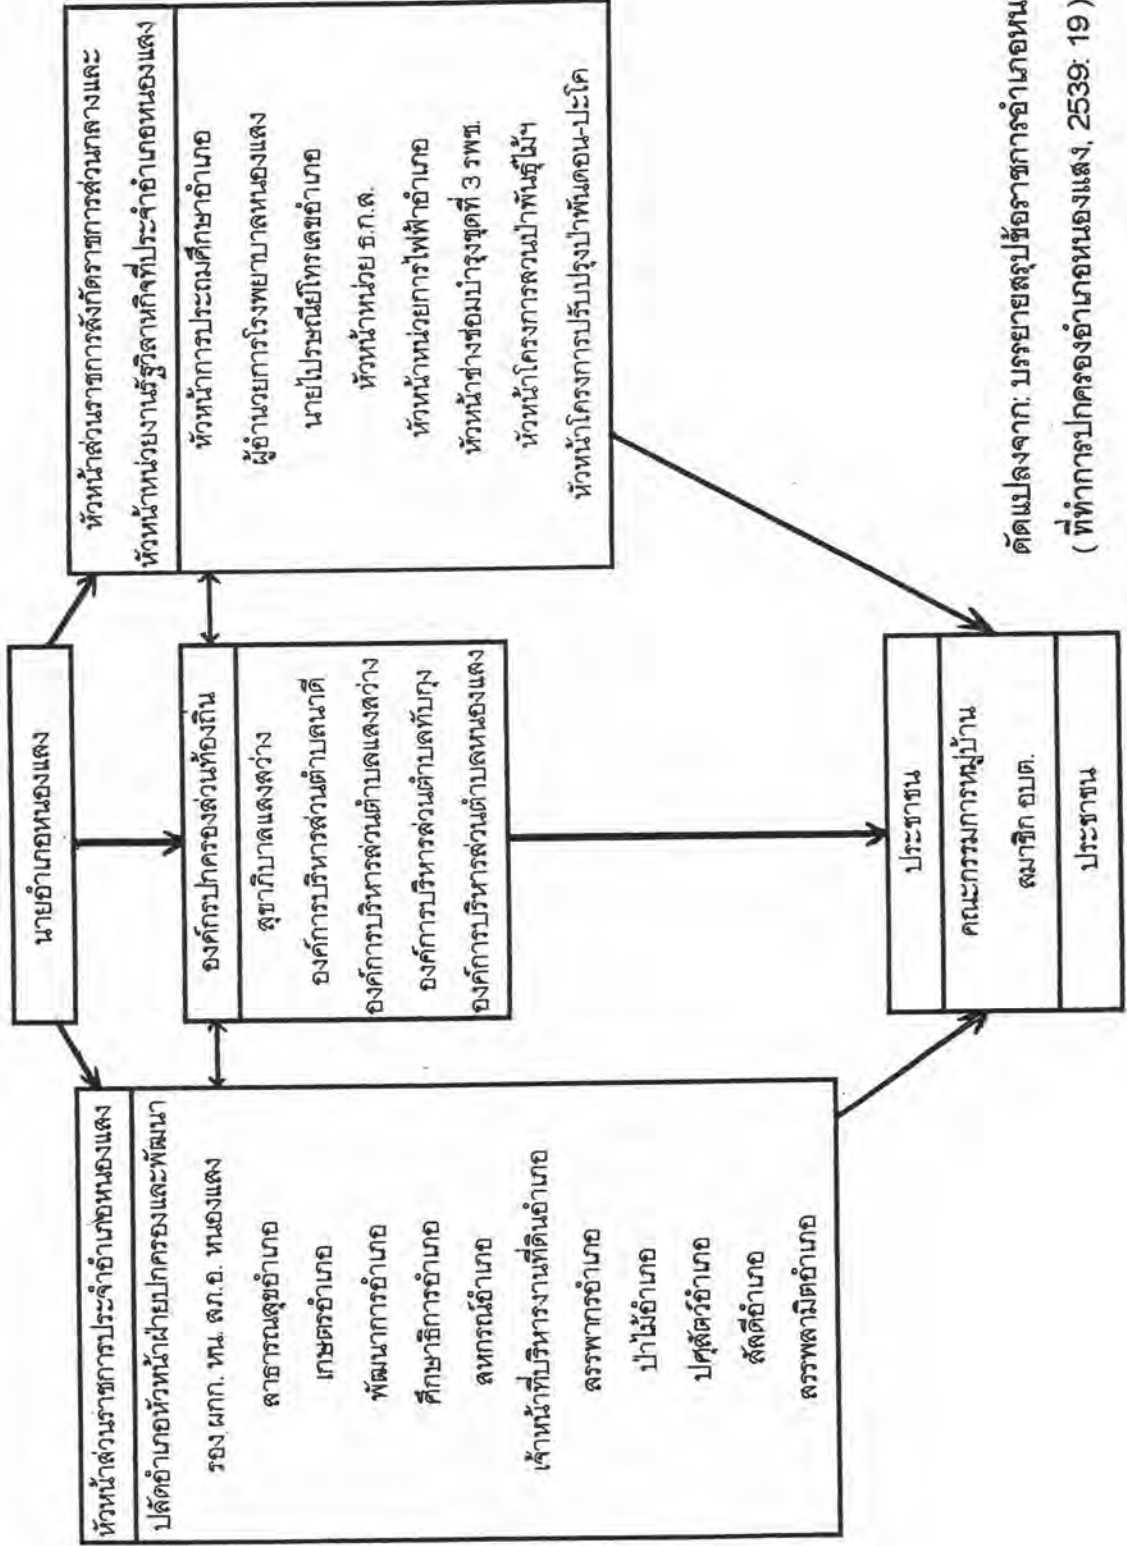 นายอำเภอหนองแสง
หัวหน้าส่วนราชการประจำอำเภอหนองแสง
ปลัดอำเภอหัวหน้าฝ่ายปกครองและพัฒนา
รอง ผกก. หน. สภ.อ. หนองแสง
สาธารณสุขอำเภอ
เกษตรอำเภอ
พัฒนาการอำเภอ
ศึกษาธิการอำเภอ
สหกรณ์อำเภอ
เจ้าหน้าที่บริหารงานที่ดินอำเภอ
สรรพากรอำเภอ
ป่าไม้อำเภอ
ปศุสัตว์อำเภอ
สัสดีอำเภอ
สรรพสามิตอำเภอ
องค์กรปกครองส่วนท้องถิ่น
สุขาภิบาลแสงสว่าง
องค์การบริหารส่วนตำบลนาดี
องค์การบริหารส่วนตำบลแสงสว่าง
องค์การบริหารส่วนตำบลทับกุง
องค์การบริหารส่วนตำบลหนองแสง
หัวหน้าส่วนราชการสังกัดราชการส่วนกลางและ
หัวหน้าหน่วยงานรัฐวิสาหกิจที่ประจำอำเภอหนองแสง
หัวหน้าการประถมศึกษาอำเภอ
ผู้อำนวยการโรงพยาบาลหนองแสง
นายไปรษณีย์โทรเลขอำเภอ
หัวหน้าหน่วย ธ.ก.ส.
หัวหน้าหน่วยการไฟฟ้าอำเภอ
หัวหน้าช่างซ่อมบำรุงชุดที่ 3 รพช.
หัวหน้าโครงการสวนป่าพันธุ์ไม้ฯ
หัวหน้าโครงการปรับปรุงป่าพันดอน-ปะโค
ประชาชน
คณะกรรมการหมู่บ้าน
สมาชิก อบต.
ประชาชน
ดัดแปลงจาก: บรรยายสรุปข้อราชการอำเภอหน
( ที่ทำการปกครองอำเภอหนองแสง, 2539: 19 )